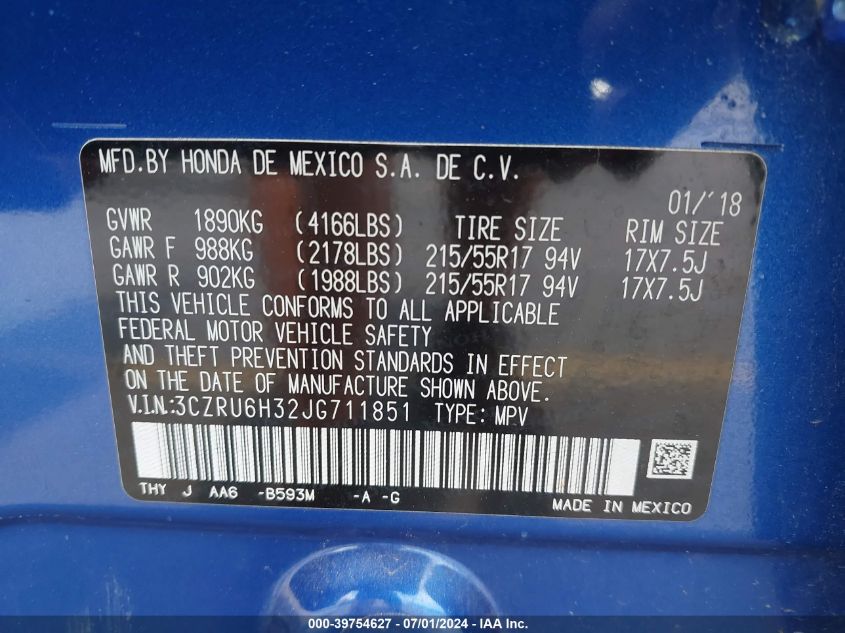 MFD.BY HONDA DE MEXICO S.A. DE C.V.
01/'18
GVWR 1890KG (4166LBS) TIRE SIZE RIM SIZE
GAWR F 988KG (2178LBS) 215/55R17 94V 17X7.5J
GAWR R 902KG (1988LBS) 215/55R17 94V 17X7.5J
THIS VEHICLE CONFORMS TO ALL APPLICABLE
FEDERAL MOTOR VEHICLE SAFETY
AND THEFT PREVENTION STANDARDS IN EFFECT
ON THE DATE OF MANUFACTURE SHOWN ABOVE.
V.I.N:3CZRU6H32JG711851 TYPE: MPV
THY J AA6 -B593M -A -G
MADE IN MEXICO
000-39754627 - 07/01/2024 - IAA Inc.